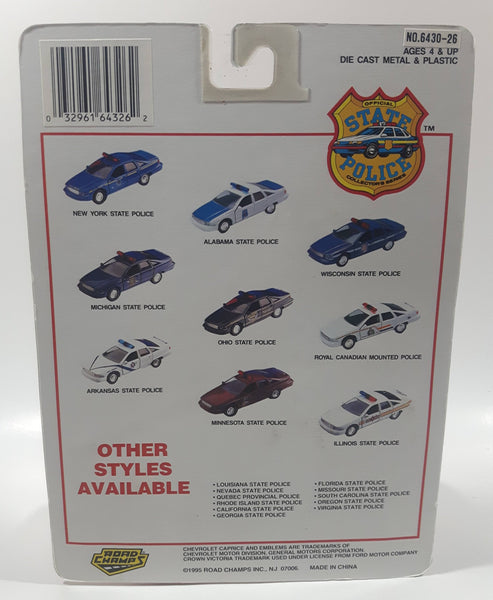 NO.6430-26
AGES 4 & UP
DIE CAST METAL & PLASTIC
0 32961 64326 2
OFFICIAL
STATE
POLICE
COLLECTOR'S SERIES
TM
NEW YORK STATE POLICE
ALABAMA STATE POLICE
WISCONSIN STATE POLICE
MICHIGAN STATE POLICE
OHIO STATE POLICE
ROYAL CANADIAN MOUNTED POLICE
ARKANSAS STATE POLICE
MINNESOTA STATE POLICE
ILLINOIS STATE POLICE
OTHER
STYLES
AVAILABLE
• LOUISIANA STATE POLICE
• NEVADA STATE POLICE
• QUEBEC PROVINCIAL POLICE
• RHODE ISLAND STATE POLICE
• CALIFORNIA STATE POLICE
• GEORGIA STATE POLICE
• FLORIDA STATE POLICE
• MISSOURI STATE POLICE
• SOUTH CAROLINA STATE POLICE
• OREGON STATE POLICE
• VIRGINIA STATE POLICE
ROAD
CHAMPS
CHEVROLET CAPRICE AND EMBLEMS ARE TRADEMARKS OF
CHEVROLET MOTOR DIVISION, GENERAL MOTORS CORPORATION.
CROWN VICTORIA TRADEMARK USED UNDER LICENSE FROM FORD MOTOR COMPANY
©1995 ROAD CHAMPS INC., NJ 07006. MADE IN CHINA